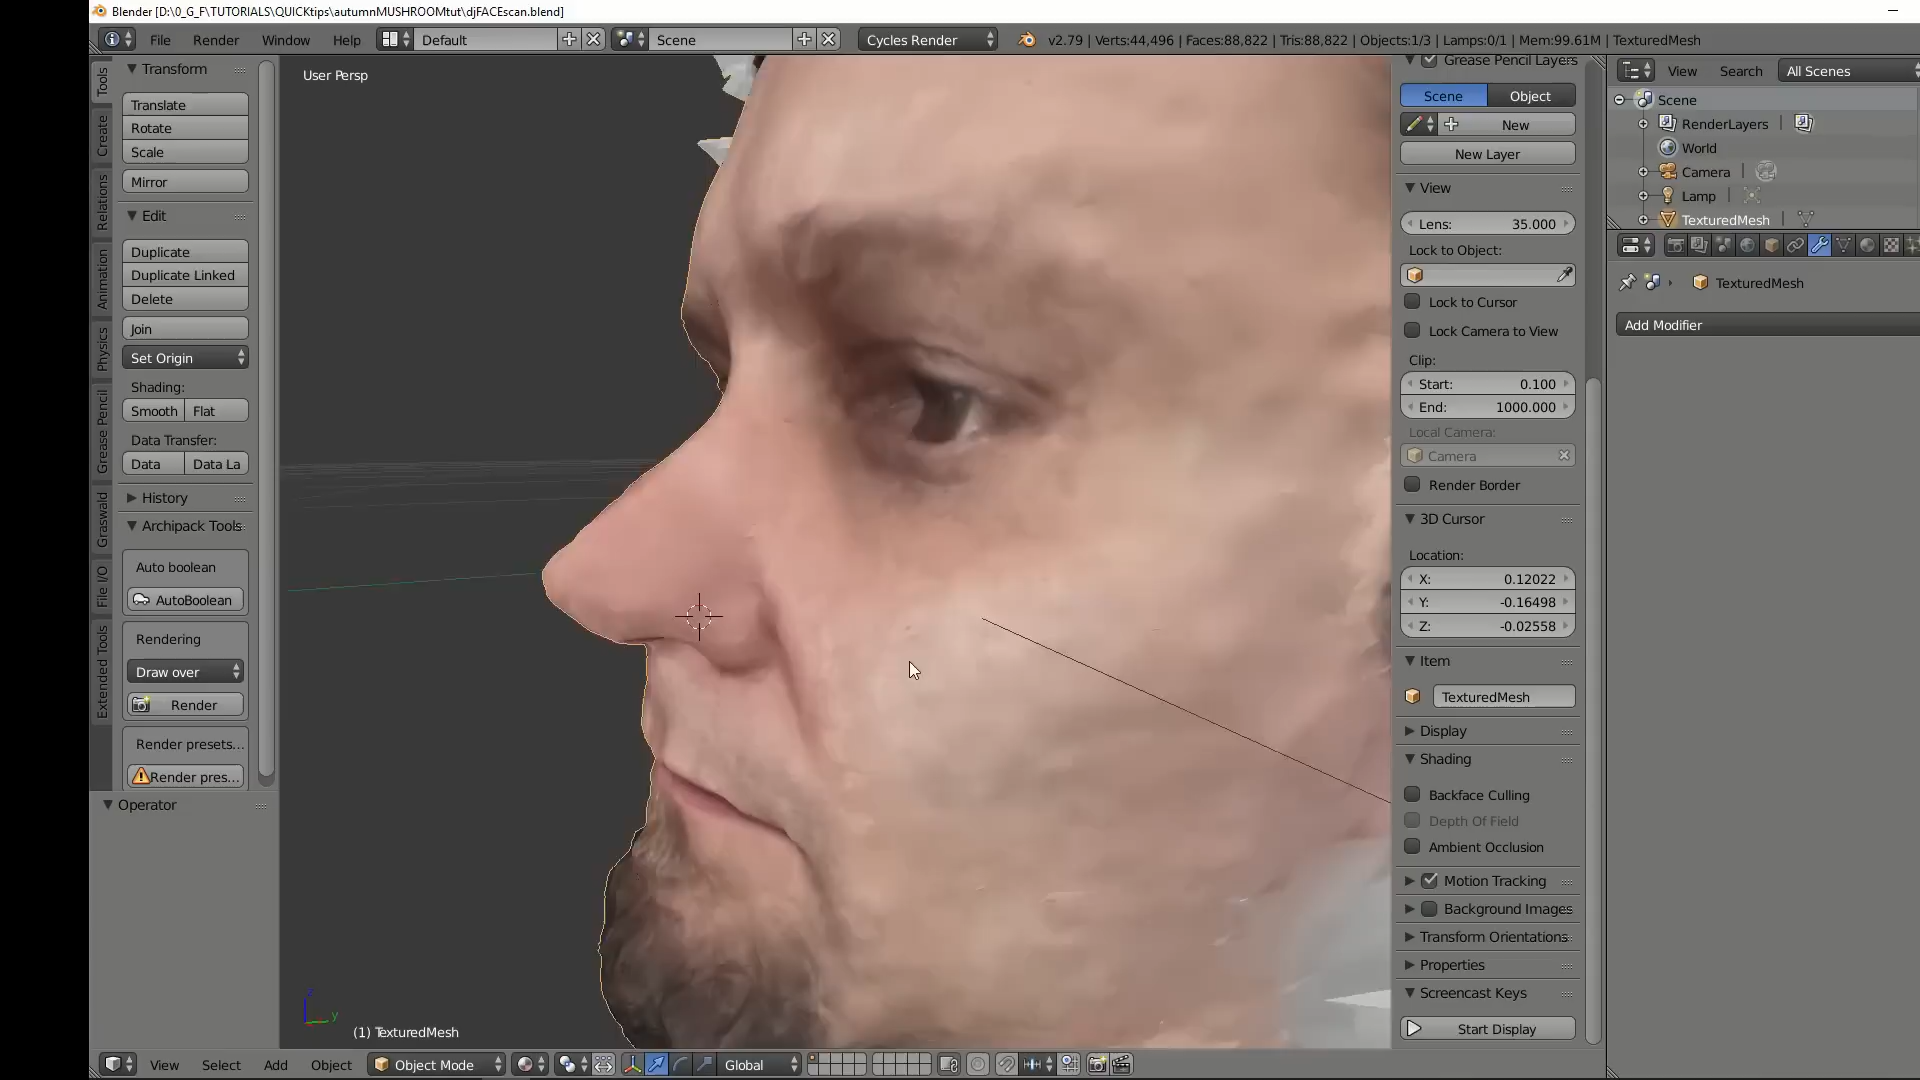 Blender [D:\0_G_F\TUTORIALS\QUICktips\autumnMUSHROOMtut\djFACEscan.blend]
File Render Window Help Default Scene Cycles Render v2.79 | Verts:44,496 | Faces:88,822 | Tris:88,822 | Objects:1/3 | Lamps:0/1 | Mem:99.61M | TexturedMesh
Tools
Create
Relations
Animation
Physics
Grease Pencil
Graswald
File I/O
Extended Tools
Transform
Translate
Rotate
Scale
Mirror
Edit
Duplicate
Duplicate Linked
Delete
Join
Set Origin
Shading:
Smooth Flat
Data Transfer:
Data Data La
History
Archipack Tools
Auto boolean
AutoBoolean
Rendering
Draw over
Render
Render presets...
Render pres...
Operator
User Persp
z
y
(1) TexturedMesh
Grease Pencil Layers
Scene Object
New
New Layer
View
Lens: 35.000
Lock to Object:
Lock to Cursor
Lock Camera to View
Clip:
Start: 0.100
End: 1000.000
Local Camera:
Camera
Render Border
3D Cursor
Location:
X: 0.12022
Y: -0.16498
Z: -0.02558
Item
TexturedMesh
Display
Shading
Backface Culling
Depth Of Field
Ambient Occlusion
Motion Tracking
Background Images
Transform Orientations
Properties
Screencast Keys
Start Display
View Search All Scenes
Scene
RenderLayers
World
Camera
Lamp
TexturedMesh
TexturedMesh
Add Modifier
View Select Add Object Object Mode Global